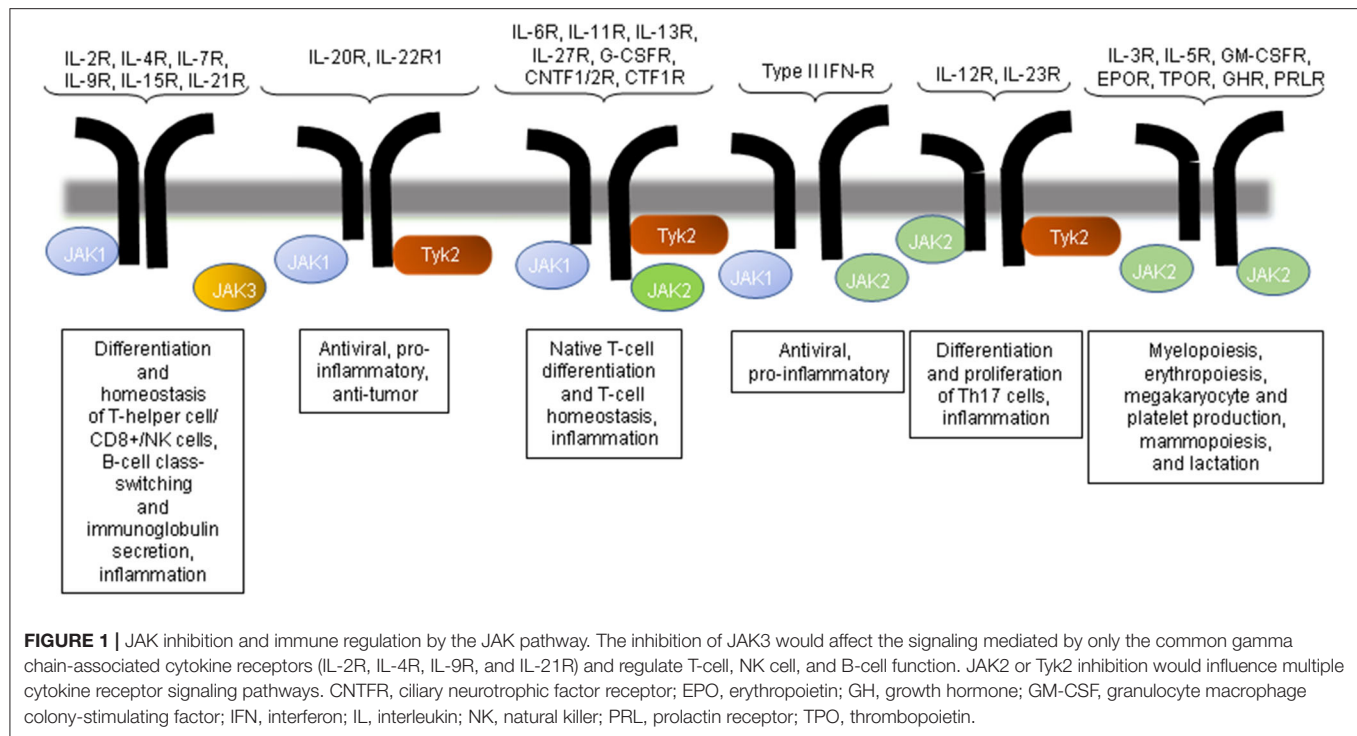 IL-2R, IL-4R, IL-7R,
IL-9R, IL-15R, IL-21R
IL-20R, IL-22R1
IL-6R, IL-11R, IL-13R,
IL-27R, G-CSFR,
CNTF1/2R, CTF1R
Type II IFN-R
IL-12R, IL-23R
IL-3R, IL-5R, GM-CSFR,
EPOR, TPOR, GHR, PRLR
JAK1
JAK3
JAK1
Tyk2
JAK1
Tyk2
JAK2
JAK1
JAK2
JAK2
Tyk2
JAK2
JAK2
Differentiation
and
homeostasis
of T-helper cell/
CD8+/NK cells,
B-cell class-
switching
and
immunoglobulin
secretion,
inflammation
Antiviral, pro-
inflammatory,
anti-tumor
Native T-cell
differentiation
and T-cell
homeostasis,
inflammation
Antiviral,
pro-inflammatory
Differentiation
and proliferation
of Th17 cells,
inflammation
Myelopoiesis,
erythropoiesis,
megakaryocyte and
platelet production,
mammopoiesis,
and lactation
FIGURE 1 | JAK inhibition and immune regulation by the JAK pathway. The inhibition of JAK3 would affect the signaling mediated by only the common gamma
chain-associated cytokine receptors (IL-2R, IL-4R, IL-9R, and IL-21R) and regulate T-cell, NK cell, and B-cell function. JAK2 or Tyk2 inhibition would influence multiple
cytokine receptor signaling pathways. CNTFR, ciliary neurotrophic factor receptor; EPO, erythropoietin; GH, growth hormone; GM-CSF, granulocyte macrophage
colony-stimulating factor; IFN, interferon; IL, interleukin; NK, natural killer; PRL, prolactin receptor; TPO, thrombopoietin.